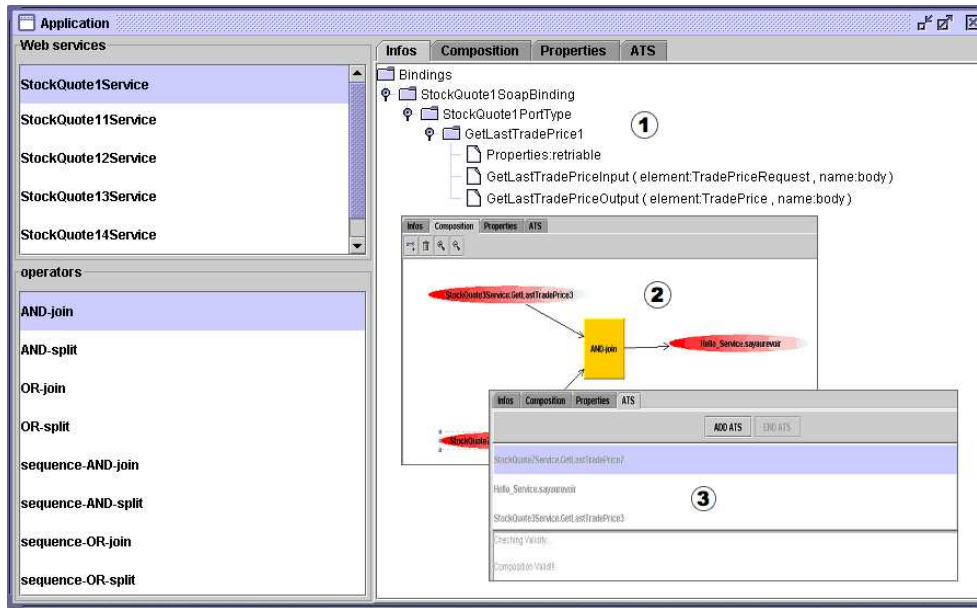 Application
Web services
StockQuote1Service
StockQuote11Service
StockQuote12Service
StockQuote13Service
StockQuote14Service
operators
AND-join
AND-split
OR-join
OR-split
sequence-AND-join
sequence-AND-split
sequence-OR-join
sequence-OR-split
Infos Composition Properties ATS
Bindings
StockQuote1SoapBinding
StockQuote1PortType
GetLastTradePrice1
Properties:retriable
GetLastTradePriceInput ( element:TradePriceRequest , name:body )
GetLastTradePriceOutput ( element:TradePrice , name:body )
1
Infos Composition Properties ATS
StockQuote3Service.GetLastTradePrice3
2
AND-join
Hello_Service.sayaurevoir
StockQuote2
Infos Composition Properties ATS
ADD ATS END ATS
StockQuote2Service.GetLastTradePrice2
Hello_Service.sayaurevoir
3
StockQuote3Service.GetLastTradePrice3
Checking Validity...
Composition Valid!!